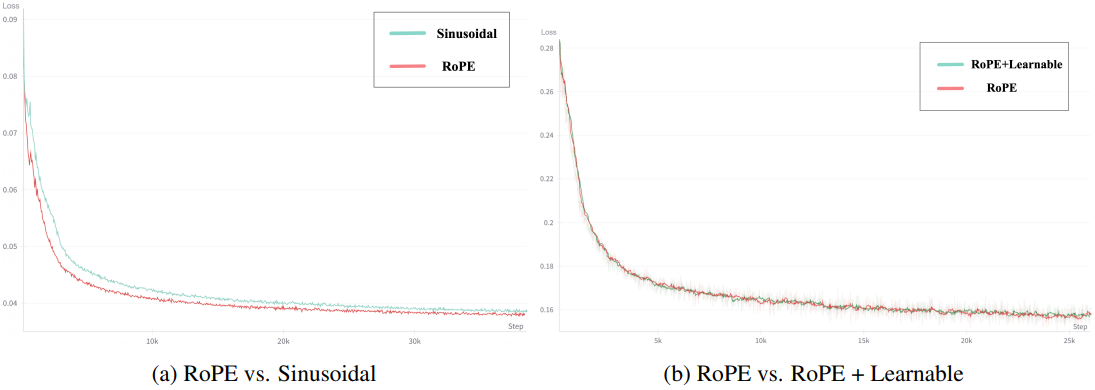 Loss
0.09
0.08
0.07
0.06
0.05
0.04
10k
20k
30k
Step
Sinusoidal
RoPE
(a) RoPE vs. Sinusoidal
Loss
0.28
0.26
0.24
0.22
0.2
0.18
0.16
5k
10k
15k
20k
25k
Step
RoPE+Learnable
RoPE
(b) RoPE vs. RoPE + Learnable